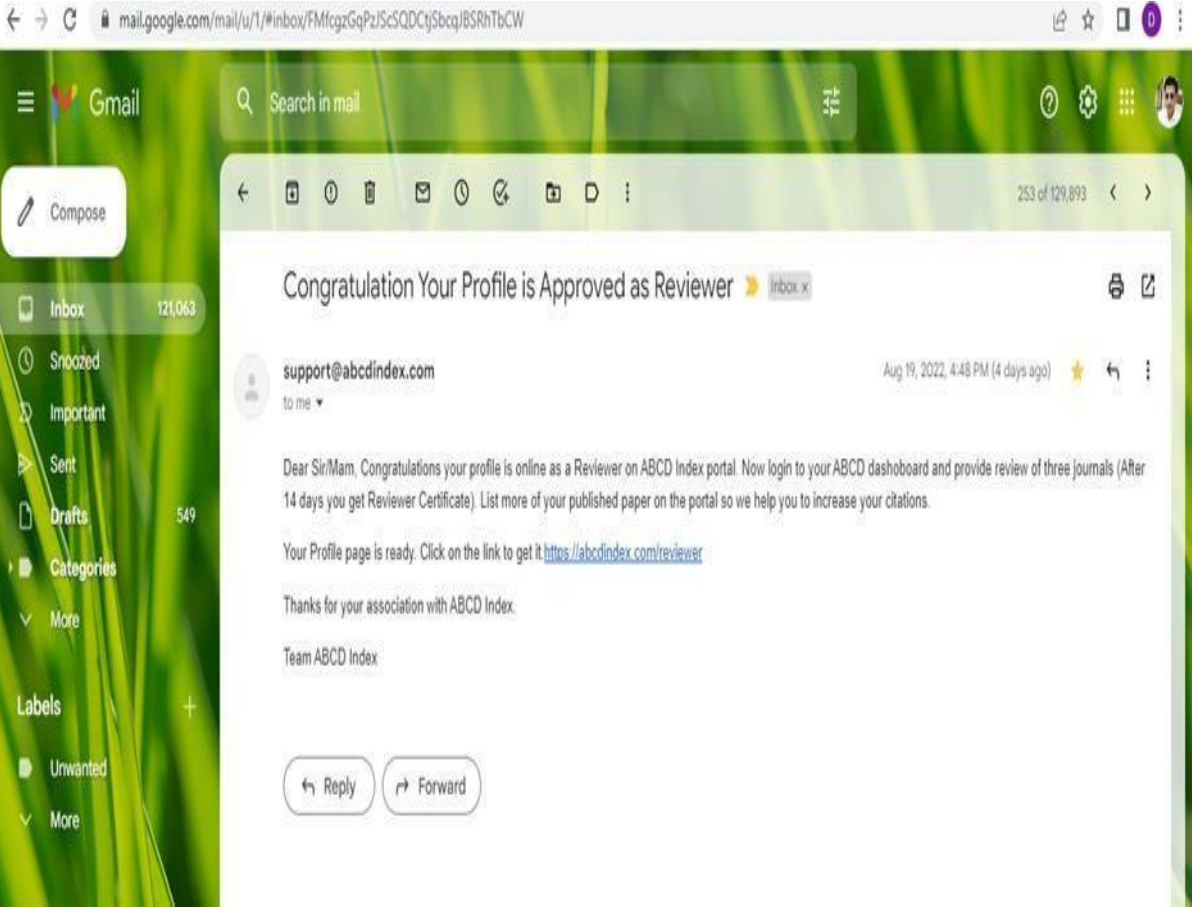 mail.google.com/mail/u/1/#inbox/FMfcgzGqPzJScSQDCtjSbcqJBSRhTbCW
D
Gmail
Search in mail
Compose
253 of 129,893
Congratulation Your Profile is Approved as Reviewer
Inbox x
Inbox 121,063
Snoozed
Important
Sent
Drafts 549
Categories
More
Labels +
Unwanted
More
support@abcdindex.com
Aug 19, 2022, 4:48 PM (4 days ago)
to me
Dear Sir/Mam, Congratulations your profile is online as a Reviewer on ABCD Index portal. Now login to your ABCD dashoboard and provide review of three journals (After
14 days you get Reviewer Certificate). List more of your published paper on the portal so we help you to increase your citations.
Your Profile page is ready. Click on the link to get it.https://abcdindex.com/reviewer
Thanks for your association with ABCD Index.
Team ABCD Index
Reply
Forward